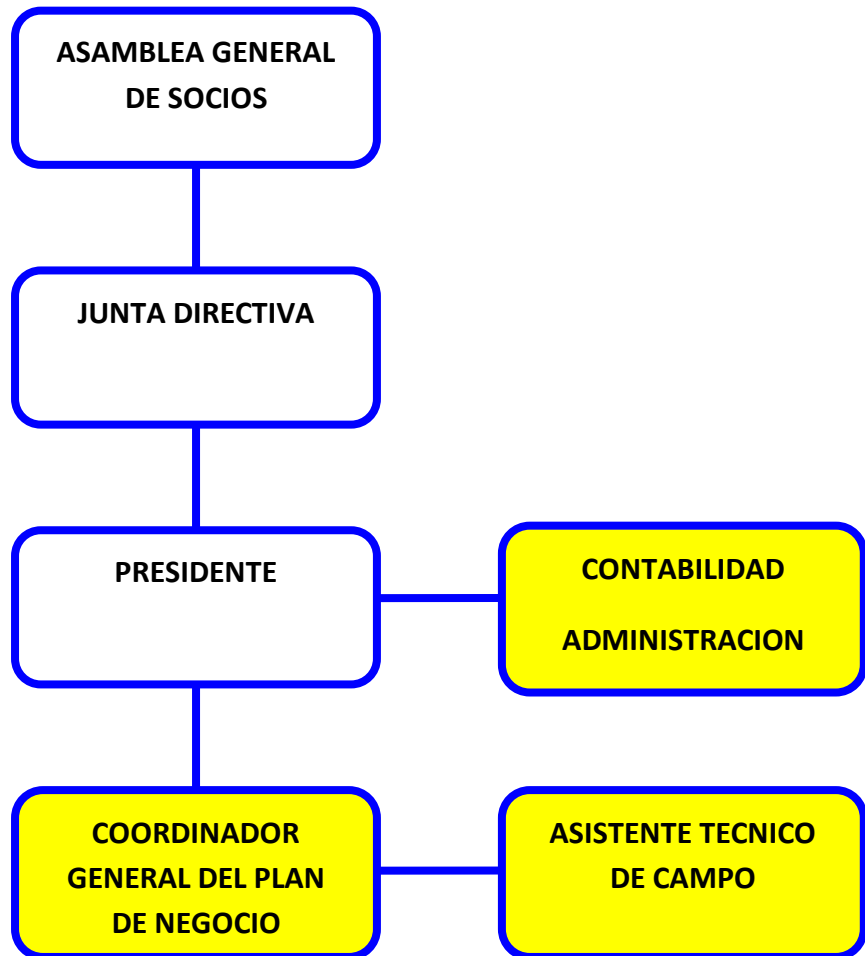 ASAMBLEA GENERAL
DE SOCIOS
JUNTA DIRECTIVA
PRESIDENTE
CONTABILIDAD
ADMINISTRACION
COORDINADOR
GENERAL DEL PLAN
DE NEGOCIO
ASISTENTE TECNICO
DE CAMPO